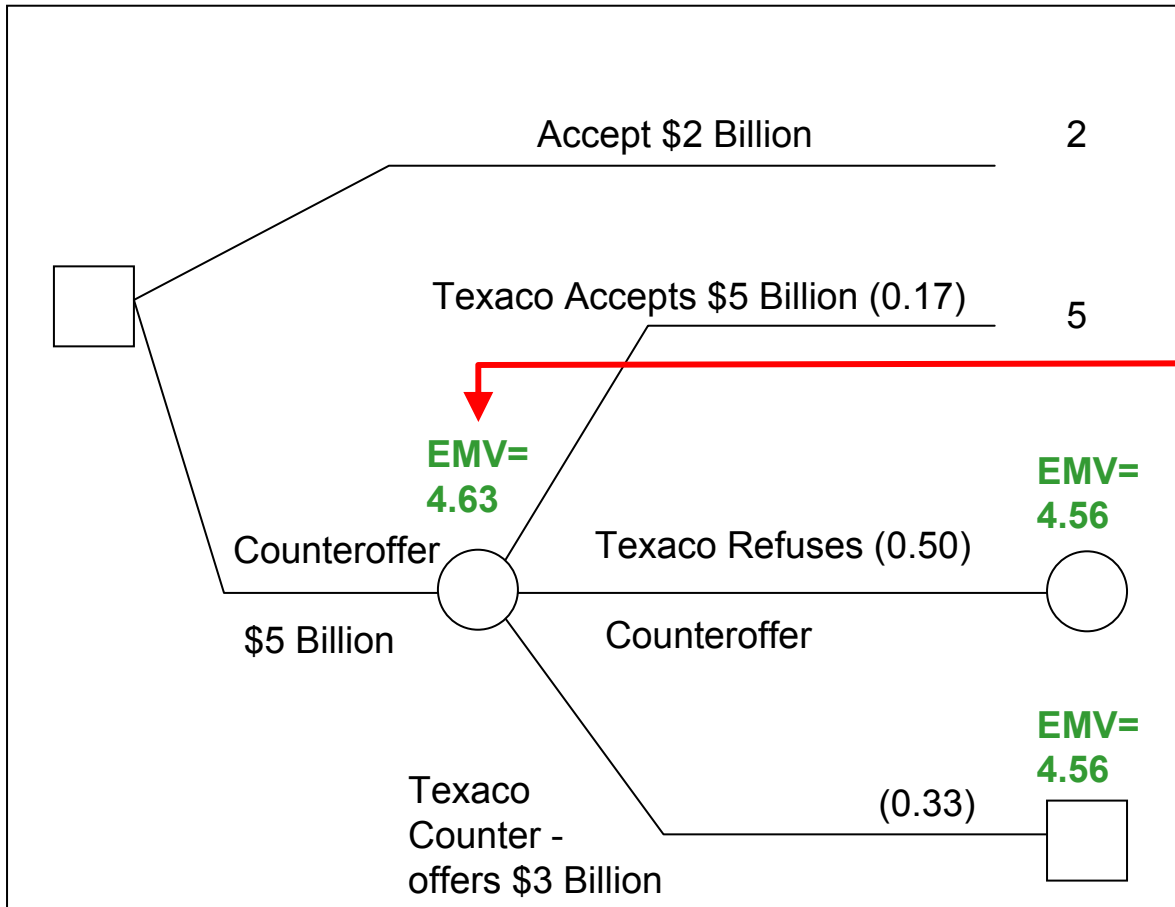 Accept $2 Billion
2
Texaco Accepts $5 Billion (0.17)
5
EMV=
4.63
EMV=
4.56
Counteroffer
Texaco Refuses (0.50)
$5 Billion
Counteroffer
EMV=
4.56
Texaco
Counter -
offers $3 Billion
(0.33)